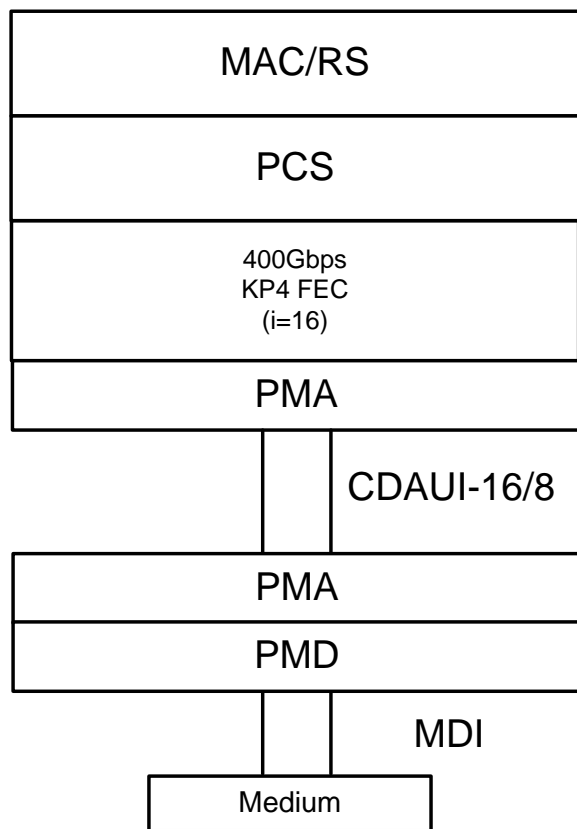 MAC/RS
PCS
400Gbps
KP4 FEC
(i=16)
PMA
CDAUI-16/8
PMA
PMD
MDI
Medium